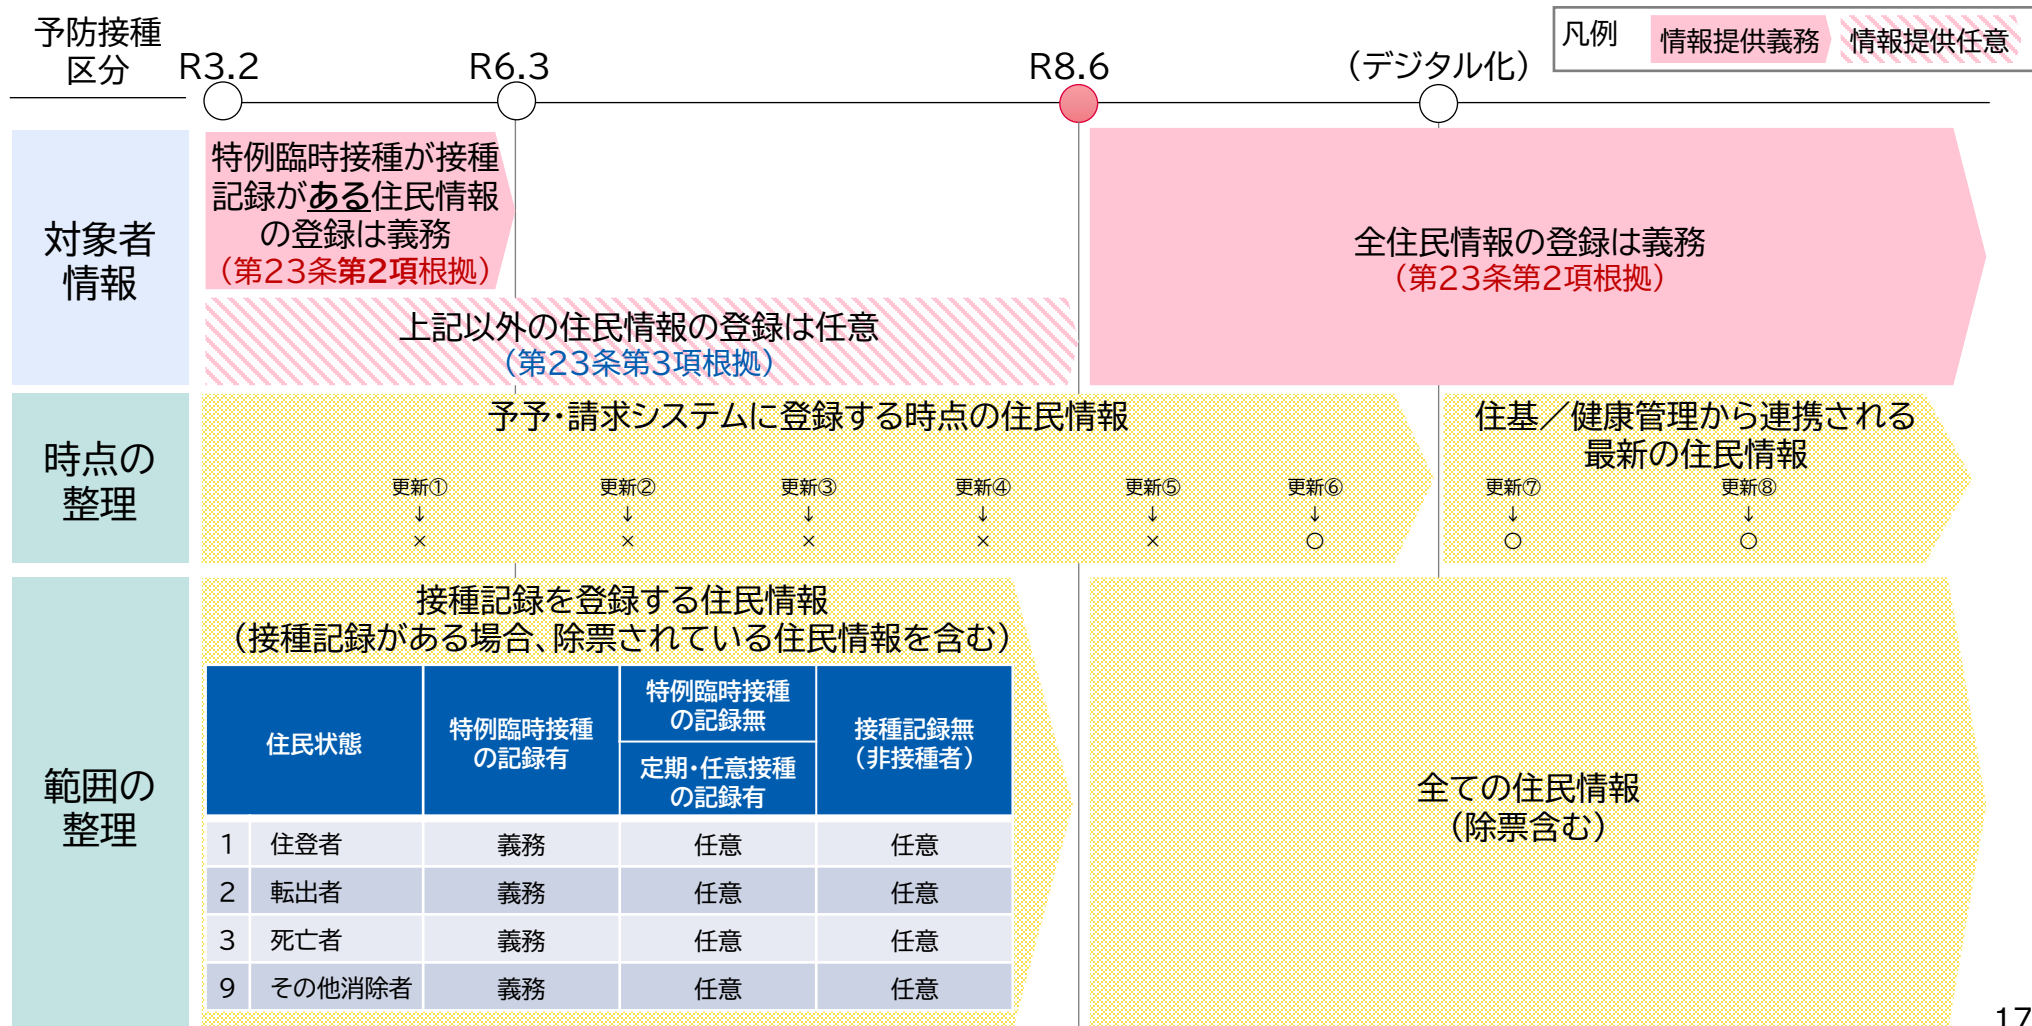 予防接種
区分
R3.2
R6.3
R8.6
(デジタル化)
凡例
情報提供義務
情報提供任意
対象者
情報
特例臨時接種が接種
記録がある住民情報
の登録は義務
(第23条第2項根拠)
上記以外の住民情報の登録は任意
(第23条第3項根拠)
全住民情報の登録は義務
(第23条第2項根拠)
時点の
整理
予予・請求システムに登録する時点の住民情報
更新① 更新② 更新③ 更新④ 更新⑤ 更新⑥
↓ ↓ ↓ ↓ ↓ ↓
× × × × × ○
住基／健康管理から連携される
最新の住民情報
更新⑦ 更新⑧
↓ ↓
○ ○
範囲の
整理
接種記録を登録する住民情報
(接種記録がある場合、除票されている住民情報を含む)
住民状態
特例臨時接種
の記録有
特例臨時接種
の記録無
定期・任意接種
の記録有
接種記録無
(非接種者)
1 住登者 義務 任意 任意
2 転出者 義務 任意 任意
3 死亡者 義務 任意 任意
9 その他消除者 義務 任意 任意
全ての住民情報
(除票含む)
17